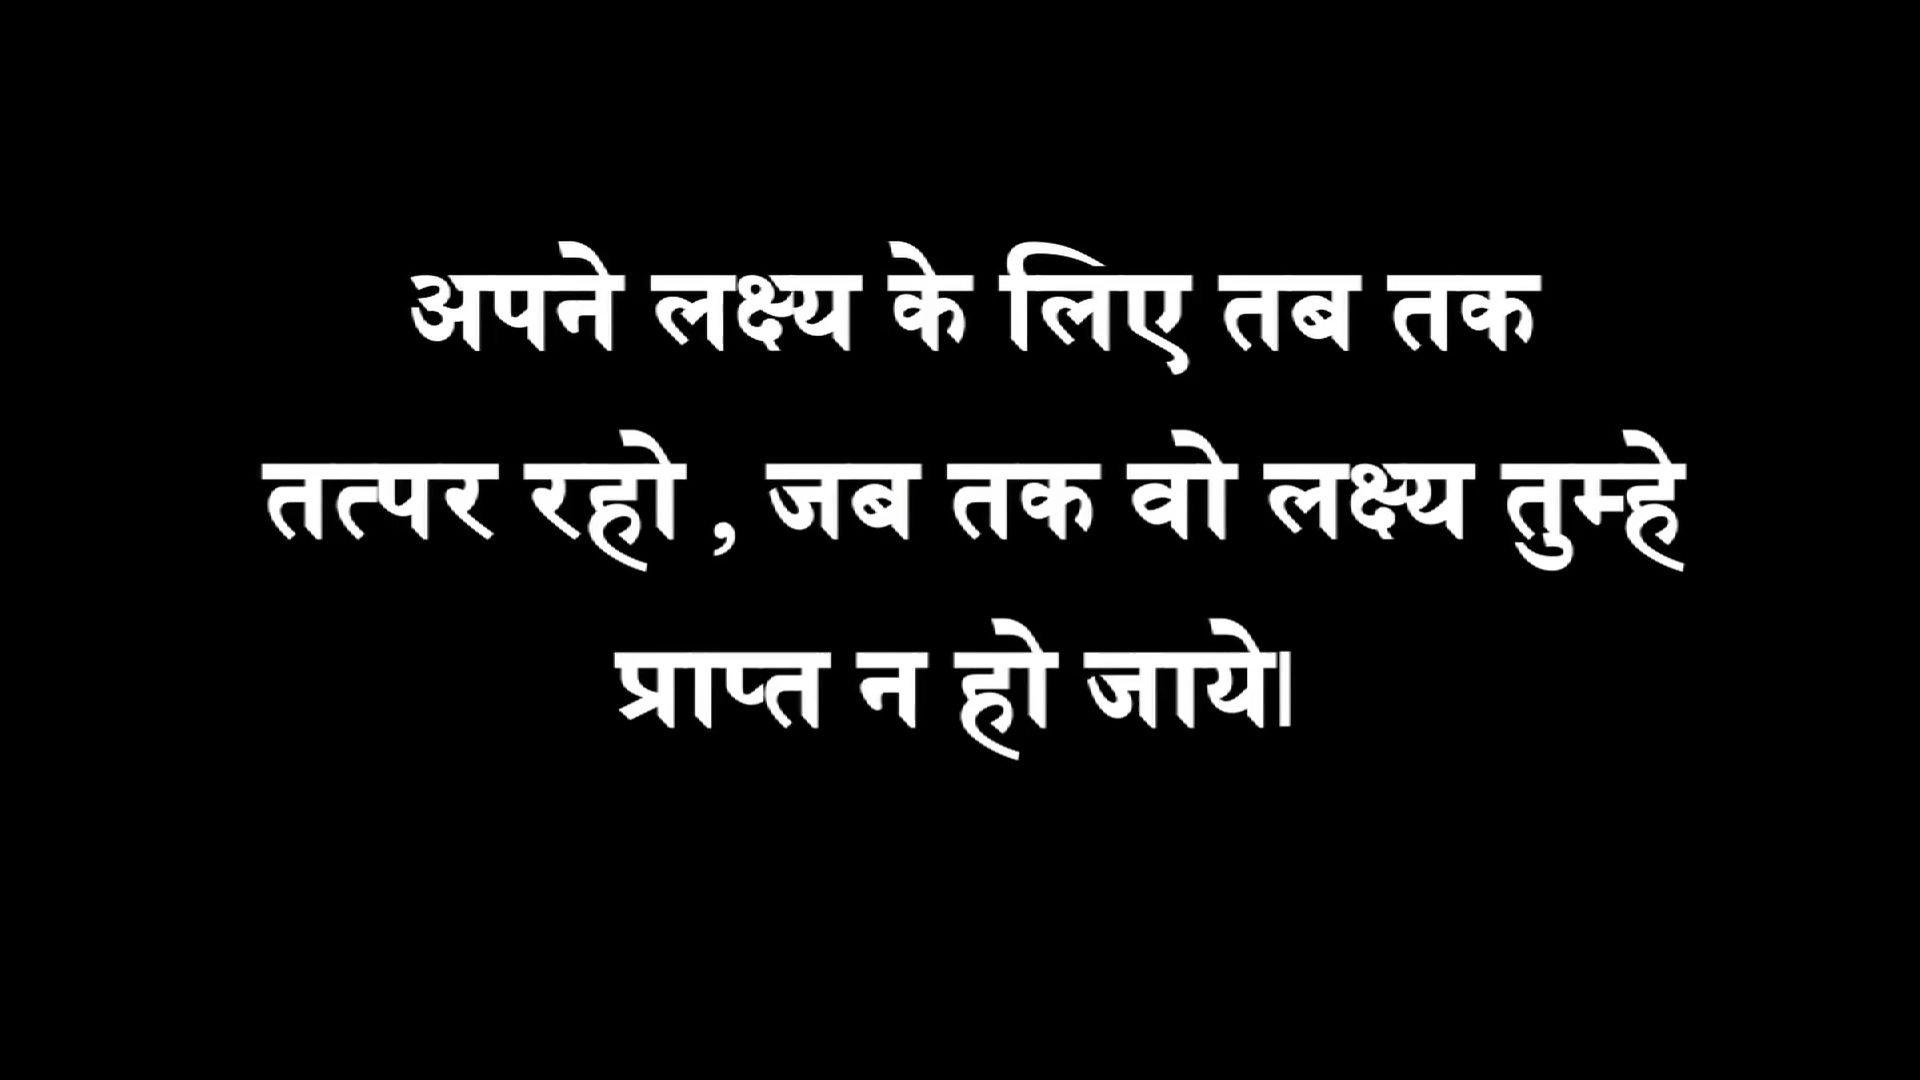 अपने लक्ष्य के लिए तब तक
तत्पर रहो , जब तक वो लक्ष्य तुम्हे
प्राप्त न हो जाये।